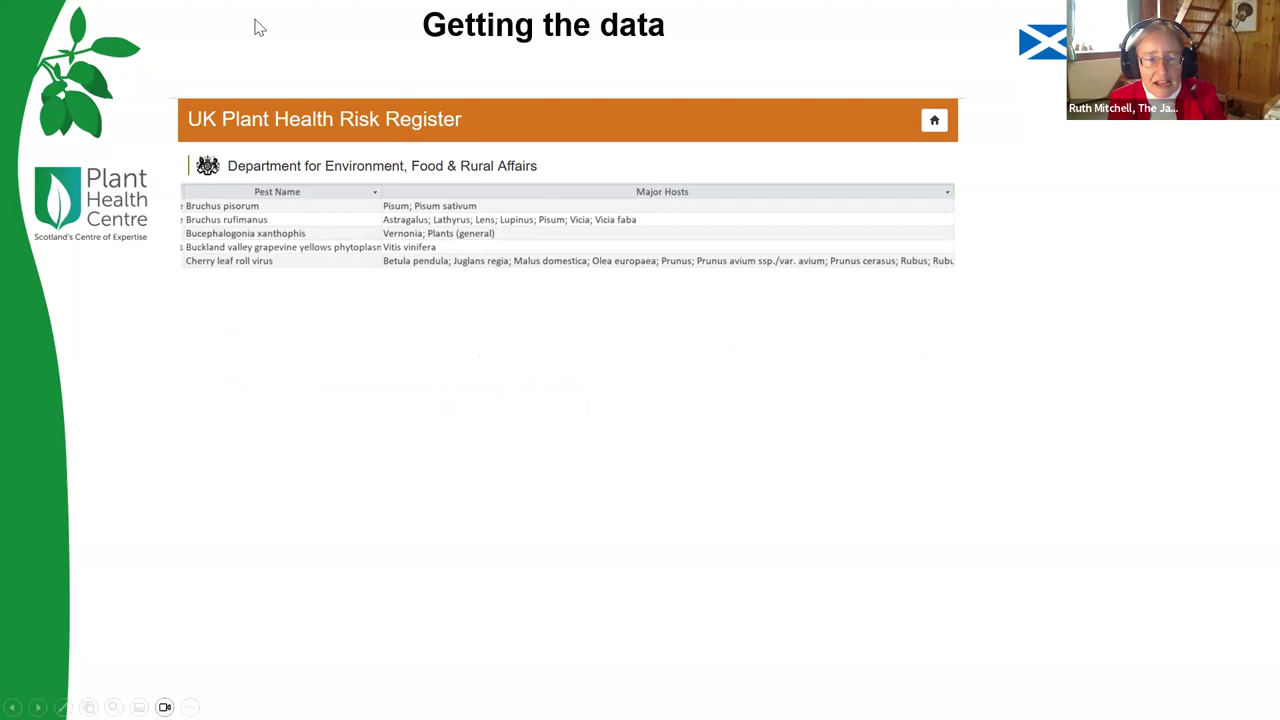 Getting the data
Ruth Mitchell, The Ja...
UK Plant Health Risk Register
Department for Environment, Food & Rural Affairs
Plant
Health
Centre
Scotland's Centre of Expertise
Pest Name Major Hosts
Bruchus pisorum Pisum; Pisum sativum
Bruchus rufimanus Astragalus; Lathyrus; Lens; Lupinus; Pisum; Vicia; Vicia faba
Bucephalogonia xanthophis Vernonia; Plants (general)
Buckland valley grapevine yellows phytoplasn Vitis vinifera
Cherry leaf roll virus Betula pendula; Juglans regia; Malus domestica; Olea europaea; Prunus; Prunus avium ssp./var. avium; Prunus cerasus; Rubus; Rubu